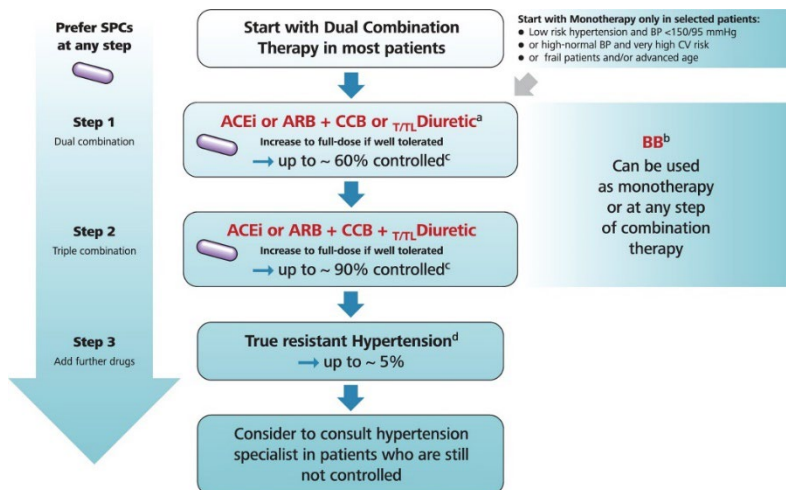 Prefer SPCs
at any step
Step 1
Dual combination
Step 2
Triple combination
Step 3
Add further drugs
Start with Dual Combination
Therapy in most patients
Start with Monotherapy only in selected patients:
● Low risk hypertension and BP <150/95 mmHg
● or high-normal BP and very high CV risk
● or frail patients and/or advanced age
ACEi or ARB + CCB or T/TLDiuretica
Increase to full-dose if well tolerated
→ up to ~ 60% controlledc
ACEi or ARB + CCB + T/TLDiuretic
Increase to full-dose if well tolerated
→ up to ~ 90% controlledc
BBb
Can be used
as monotherapy
or at any step
of combination
therapy
True resistant Hypertensiond
→ up to ~ 5%
Consider to consult hypertension
specialist in patients who are still
not controlled